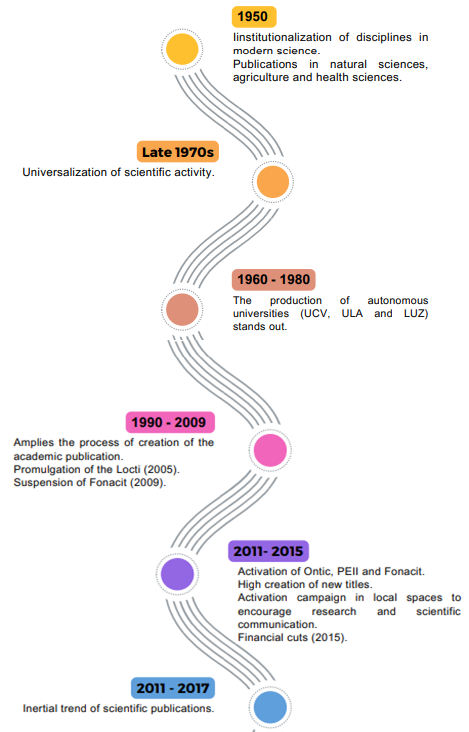 1950
Iinstitutionalization of disciplines in
modern science.
Publications in natural sciences,
agriculture and health sciences.
Late 1970s
Universalization of scientific activity.
1960 - 1980
The production of autonomous
universities (UCV, ULA and LUZ)
stands out.
1990 - 2009
Amplies the process of creation of the
academic publication.
Promulgation of the Locti (2005).
Suspension of Fonacit (2009).
2011- 2015
Activation of Ontic, PEII and Fonacit.
High creation of new titles.
Activation campaign in local spaces to
encourage research and scientific
communication.
Financial cuts (2015).
2011 - 2017
Inertial trend of scientific publications.